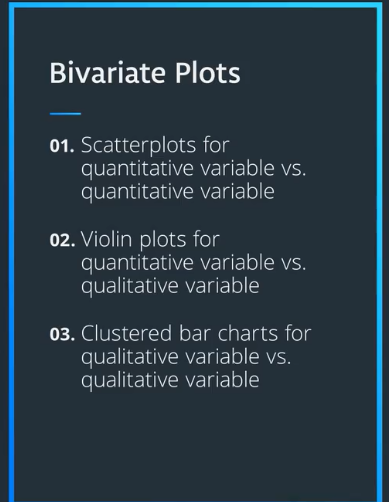 Bivariate Plots
01. Scatterplots for
quantitative variable vs.
quantitative variable
02. Violin plots for
quantitative variable vs.
qualitative variable
03. Clustered bar charts for
qualitative variable vs.
qualitative variable